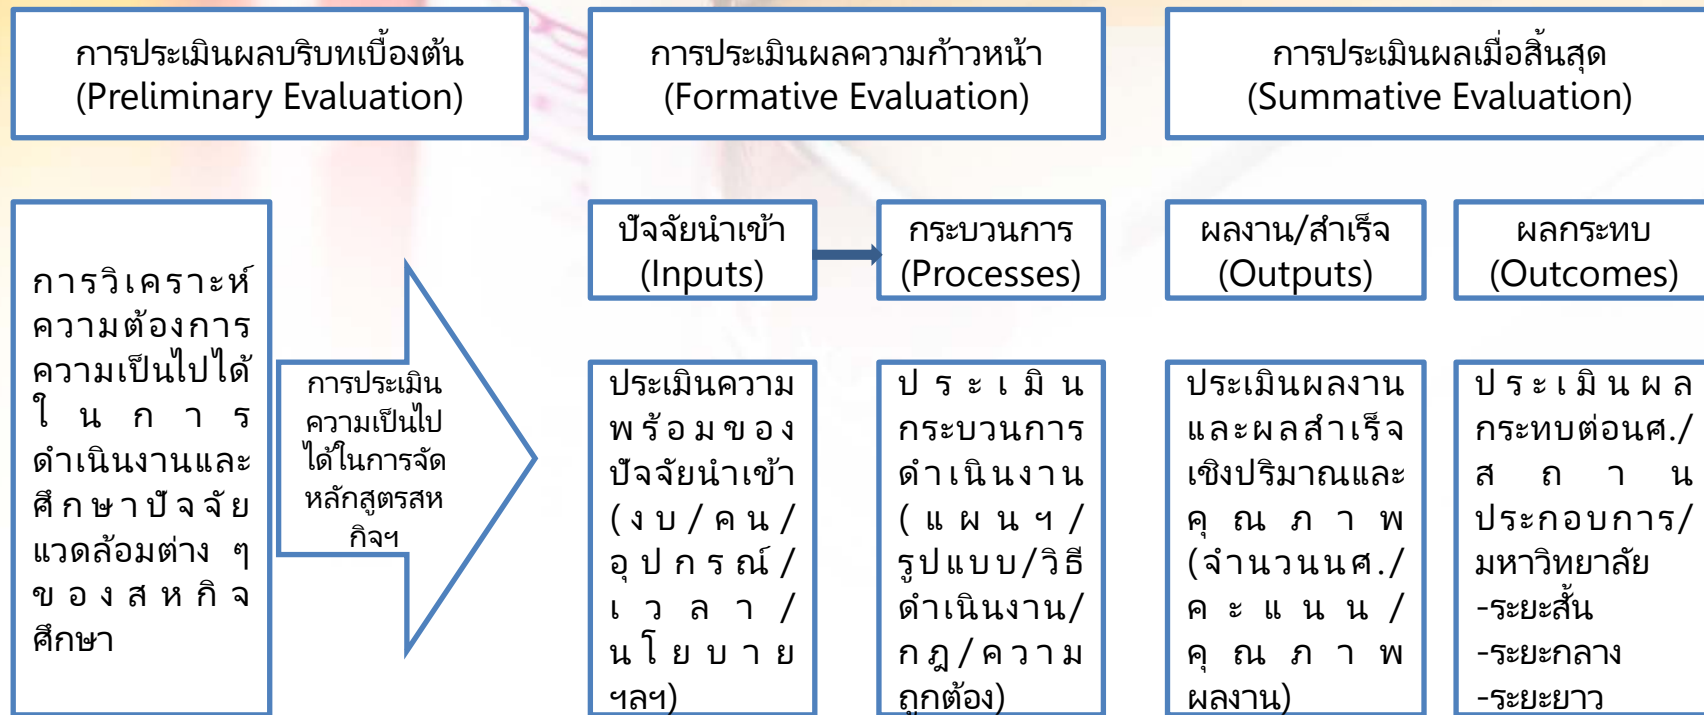 การประเมินผลบริบทเบื้องต้น
(Preliminary Evaluation)
การประเมินผลความก้าวหน้า
(Formative Evaluation)
การประเมินผลเมื่อสิ้นสุด
(Summative Evaluation)
การวิเคราะห์
ความต้องการ
ความเป็นไปได้
ในการ
ดำเนินงานและ
ศึกษาปัจจัย
แวดล้อมต่าง ๆ
ของสหกิจ
ศึกษา
การประเมิน
ความเป็นไป
ได้ในการจัด
หลักสูตรสห
กิจฯ
ปัจจัยนำเข้า
(Inputs)
กระบวนการ
(Processes)
ผลงาน/สำเร็จ
(Outputs)
ผลกระทบ
(Outcomes)
ประเมินความ
พร้อมของ
ปัจจัยนำเข้า
(งบ/คน/
อุปกรณ์/
เวลา/
นโยบาย
ฯลฯ)
ประเมิน
กระบวนการ
ดำเนินงาน
(แผนฯ/
รูปแบบ/วิธี
ดำเนินงาน/
กฎ/ความ
ถูกต้อง)
ประเมินผลงาน
และผลสำเร็จ
เชิงปริมาณและ
คุณภาพ
(จำนวนนศ./
คะแนน/
คุณภาพ
ผลงาน)
ประเมินผล
กระทบต่อนศ./
สถาน
ประกอบการ/
มหาวิทยาลัย
-ระยะสั้น
-ระยะกลาง
-ระยะยาว